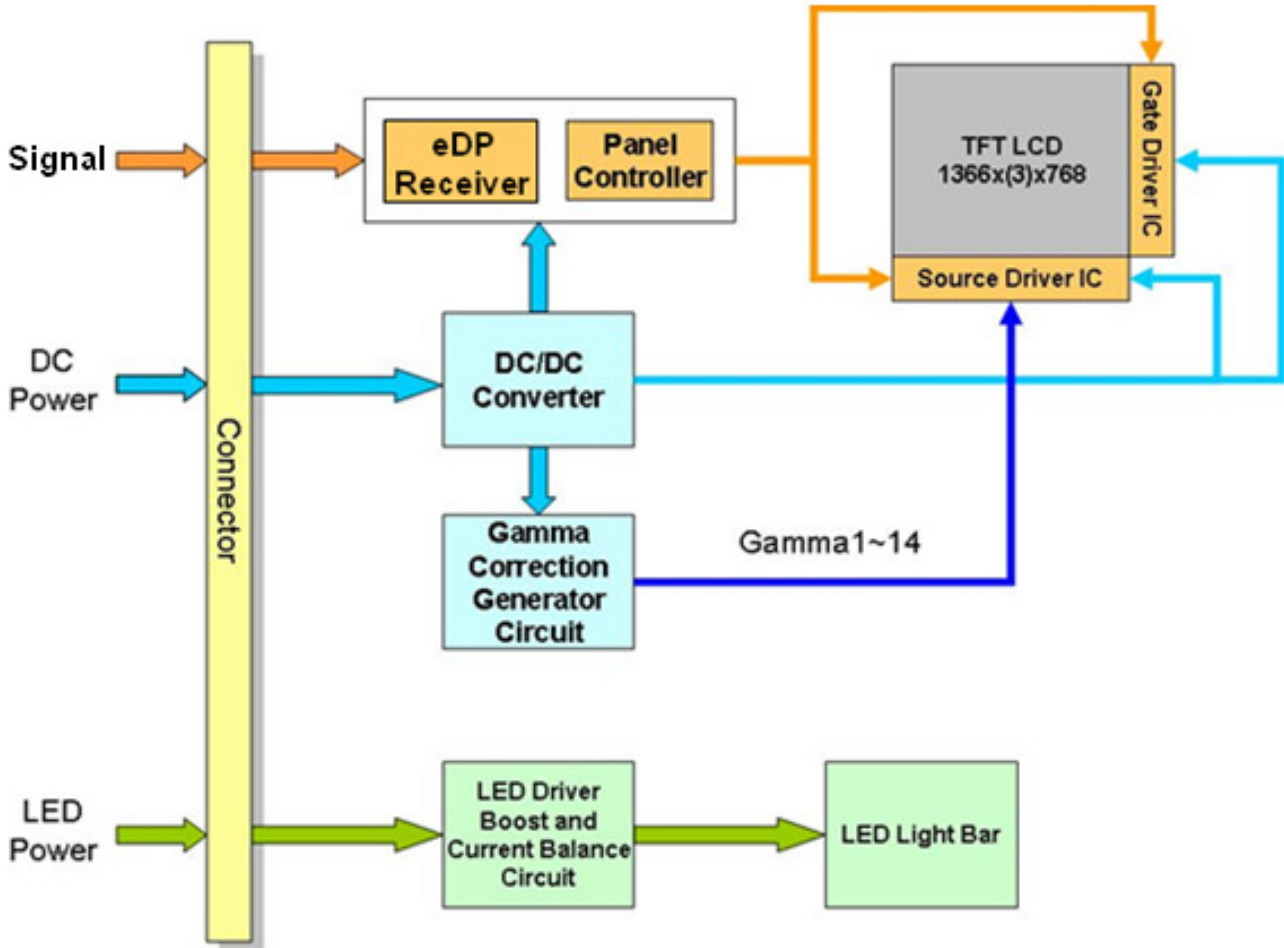 Signal
eDP
Receiver
Panel
Controller
TFT LCD
1366x(3)x768
Gate Driver IC
Source Driver IC
DC
Power
Connector
DC/DC
Converter
Gamma
Correction
Generator
Circuit
Gamma1~14
LED
Power
LED Driver
Boost and
Current Balance
Circuit
LED Light Bar